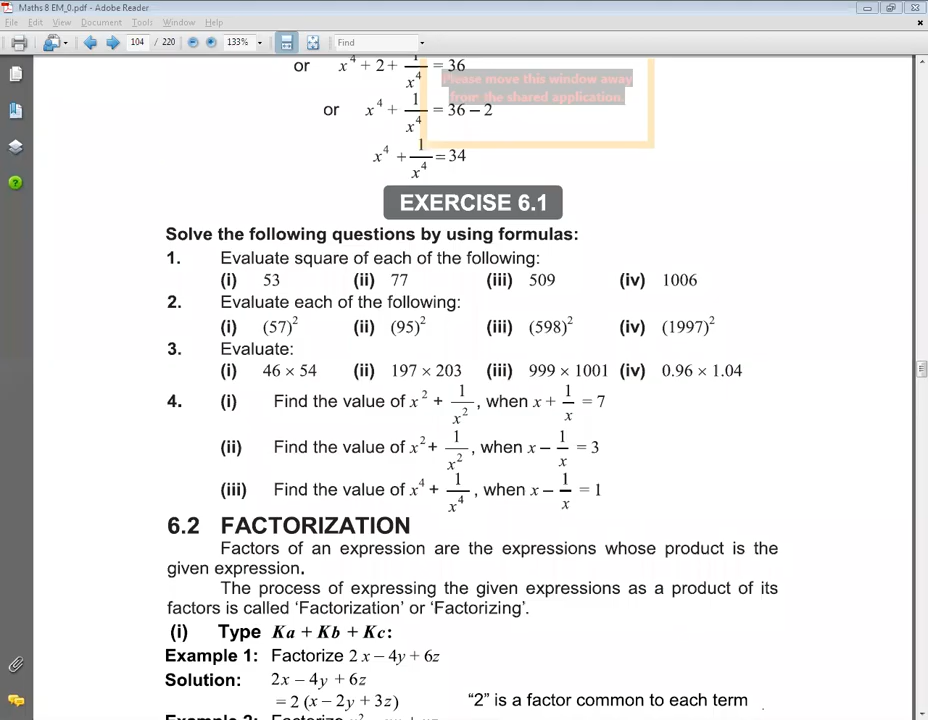 Maths 8 EM_0.pdf - Adobe Reader
File Edit View Document Tools Window Help
104 / 220 133% Find
or x⁴ + 2 + 1/x⁴ = 36
Please move this window away
from the shared application.
or x⁴ + 1/x⁴ = 36 – 2
x⁴ + 1/x⁴ = 34
EXERCISE 6.1
Solve the following questions by using formulas:
1. Evaluate square of each of the following:
(i) 53 (ii) 77 (iii) 509 (iv) 1006
2. Evaluate each of the following:
(i) (57)² (ii) (95)² (iii) (598)² (iv) (1997)²
3. Evaluate:
(i) 46 × 54 (ii) 197 × 203 (iii) 999 × 1001 (iv) 0.96 × 1.04
4. (i) Find the value of x² + 1/x², when x + 1/x = 7
(ii) Find the value of x² + 1/x², when x – 1/x = 3
(iii) Find the value of x⁴ + 1/x⁴, when x – 1/x = 1
6.2 FACTORIZATION
Factors of an expression are the expressions whose product is the
given expression.
The process of expressing the given expressions as a product of its
factors is called ‘Factorization’ or ‘Factorizing’.
(i) Type Ka + Kb + Kc:
Example 1: Factorize 2x – 4y + 6z
Solution: 2x – 4y + 6z
= 2 (x – 2y + 3z) “2” is a factor common to each term